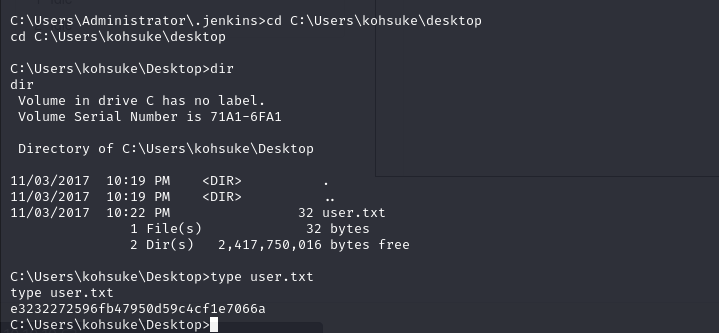 C:\Users\Administrator\.jenkins>cd C:\Users\kohsuke\desktop
cd C:\Users\kohsuke\desktop
C:\Users\kohsuke\Desktop>dir
dir
 Volume in drive C has no label.
 Volume Serial Number is 71A1-6FA1
 Directory of C:\Users\kohsuke\Desktop
11/03/2017  10:19 PM    <DIR>          .
11/03/2017  10:19 PM    <DIR>          ..
11/03/2017  10:22 PM                32 user.txt
               1 File(s)             32 bytes
               2 Dir(s)   2,417,750,016 bytes free
C:\Users\kohsuke\Desktop>type user.txt
type user.txt
e3232272596fb47950d59c4cf1e7066a
C:\Users\kohsuke\Desktop>